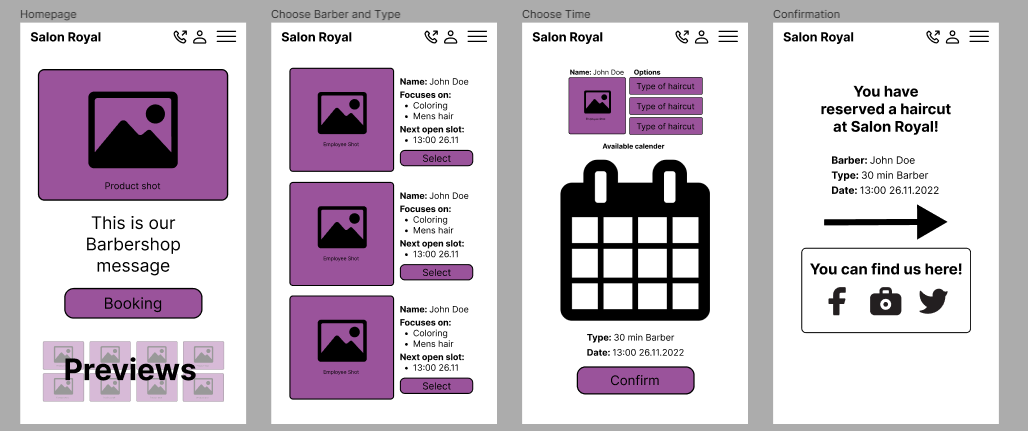 Homepage
Salon Royal
Product shot
This is our
Barbershop
message
Booking
Previews
Choose Barber and Type
Salon Royal
Employee Shot
Name: John Doe
Focuses on:
• Coloring
• Mens hair
Next open slot:
• 13:00 26.11
Select
Employee Shot
Name: John Doe
Focuses on:
• Coloring
• Mens hair
Next open slot:
• 13:00 26.11
Select
Employee Shot
Name: John Doe
Focuses on:
• Coloring
• Mens hair
Next open slot:
• 13:00 26.11
Select
Choose Time
Salon Royal
Name: John Doe
Options
Employee Shot
Type of haircut
Type of haircut
Type of haircut
Available calender
Type: 30 min Barber
Date: 13:00 26.11.2022
Confirm
Confirmation
Salon Royal
You have
reserved a haircut
at Salon Royal!
Barber: John Doe
Type: 30 min Barber
Date: 13:00 26.11.2022
You can find us here!